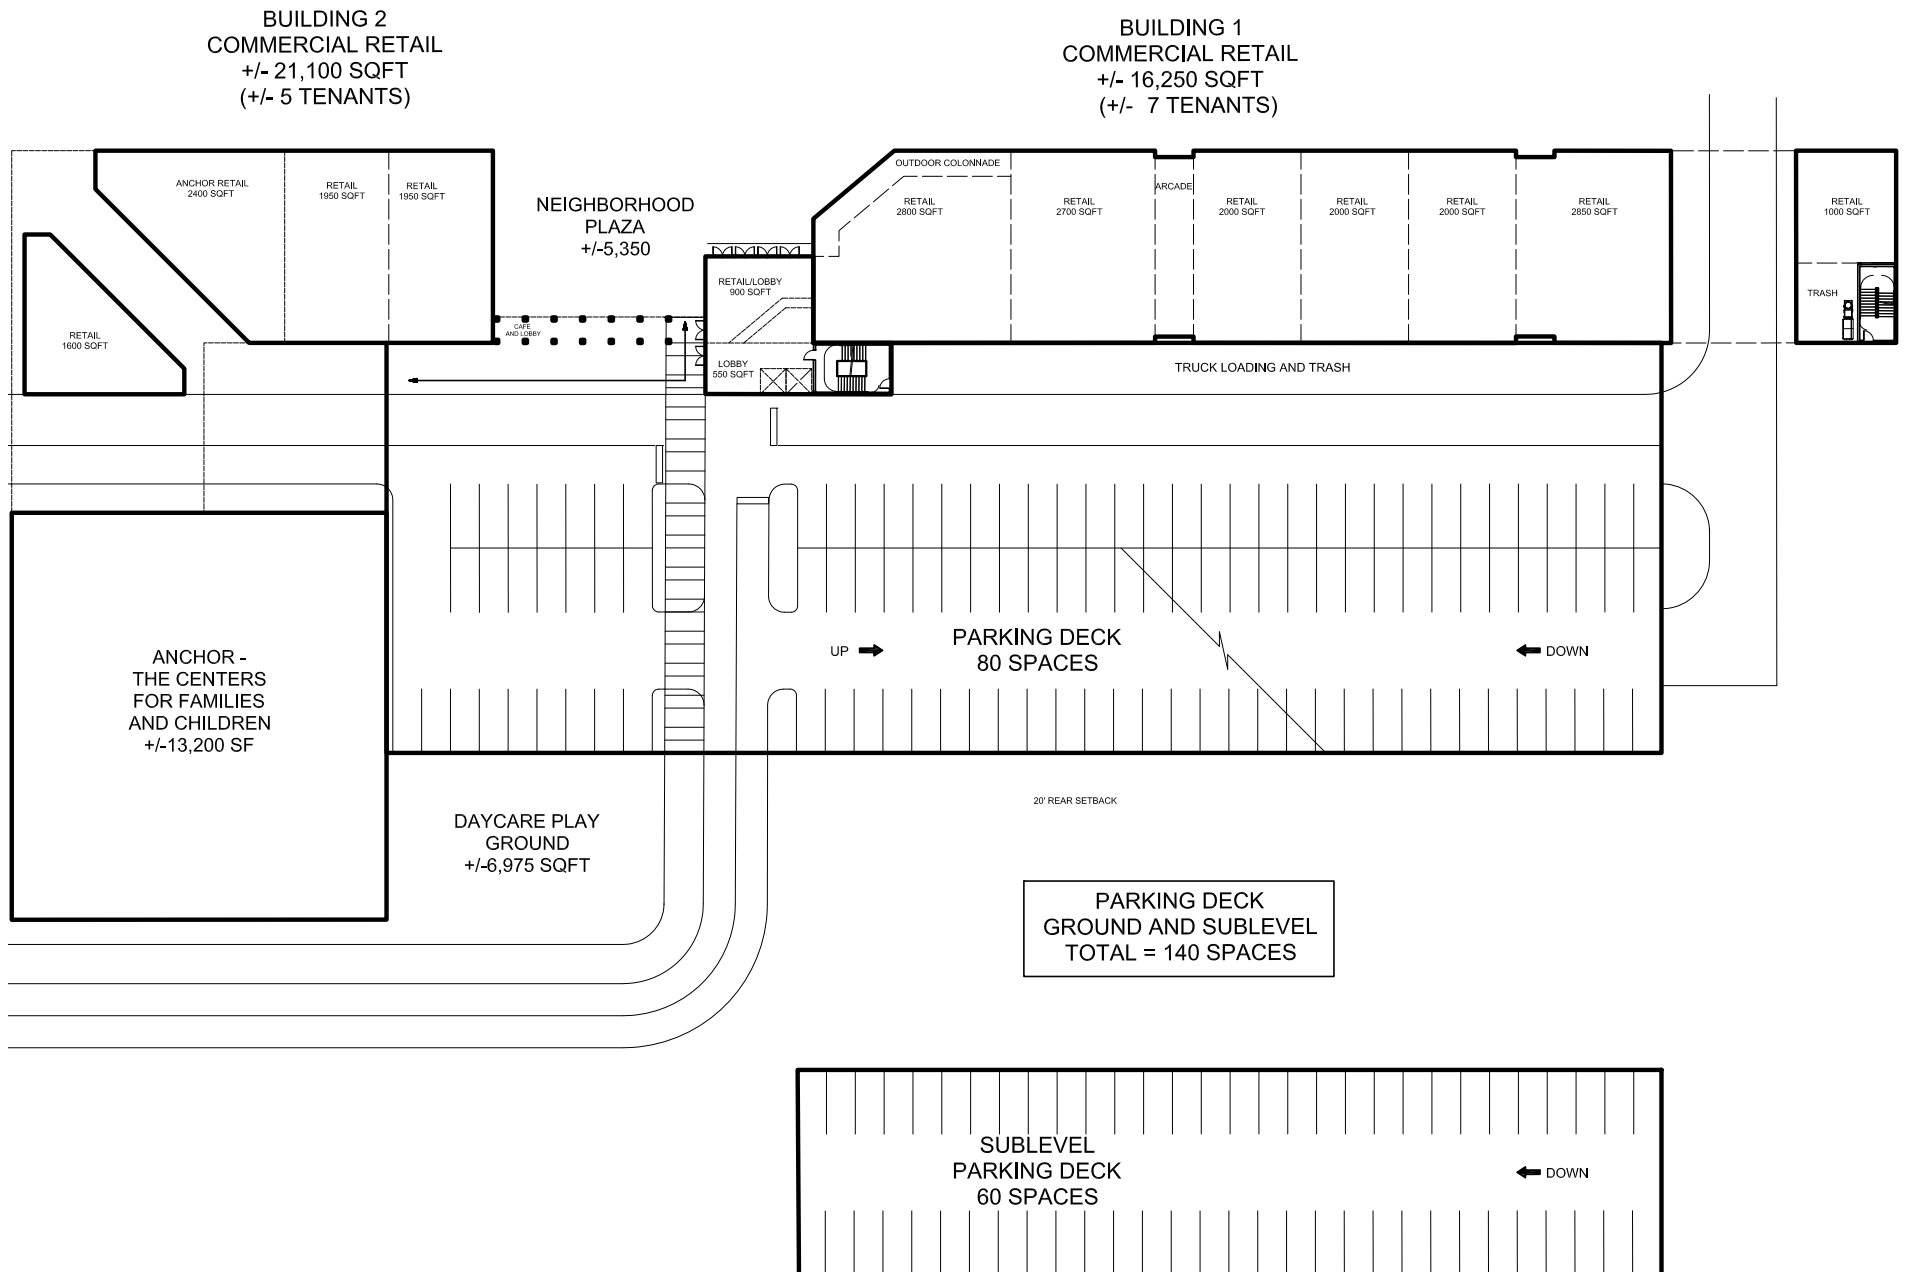 BUILDING 2
COMMERCIAL RETAIL
+/- 21,100 SQFT
(+/- 5 TENANTS)
BUILDING 1
COMMERCIAL RETAIL
+/- 16,250 SQFT
(+/- 7 TENANTS)
ANCHOR RETAIL
2400 SQFT
RETAIL
1950 SQFT
RETAIL
1950 SQFT
RETAIL
1600 SQFT
NEIGHBORHOOD
PLAZA
+/-5,350
CAFE
AND LOBBY
RETAIL/LOBBY
900 SQFT
LOBBY
550 SQFT
OUTDOOR COLONNADE
RETAIL
2800 SQFT
RETAIL
2700 SQFT
ARCADE
RETAIL
2000 SQFT
RETAIL
2000 SQFT
RETAIL
2000 SQFT
RETAIL
2850 SQFT
RETAIL
1000 SQFT
TRASH
TRUCK LOADING AND TRASH
UP
PARKING DECK
80 SPACES
DOWN
ANCHOR -
THE CENTERS
FOR FAMILIES
AND CHILDREN
+/-13,200 SF
DAYCARE PLAY
GROUND
+/-6,975 SQFT
20' REAR SETBACK
PARKING DECK
GROUND AND SUBLEVEL
TOTAL = 140 SPACES
SUBLEVEL
PARKING DECK
60 SPACES
DOWN